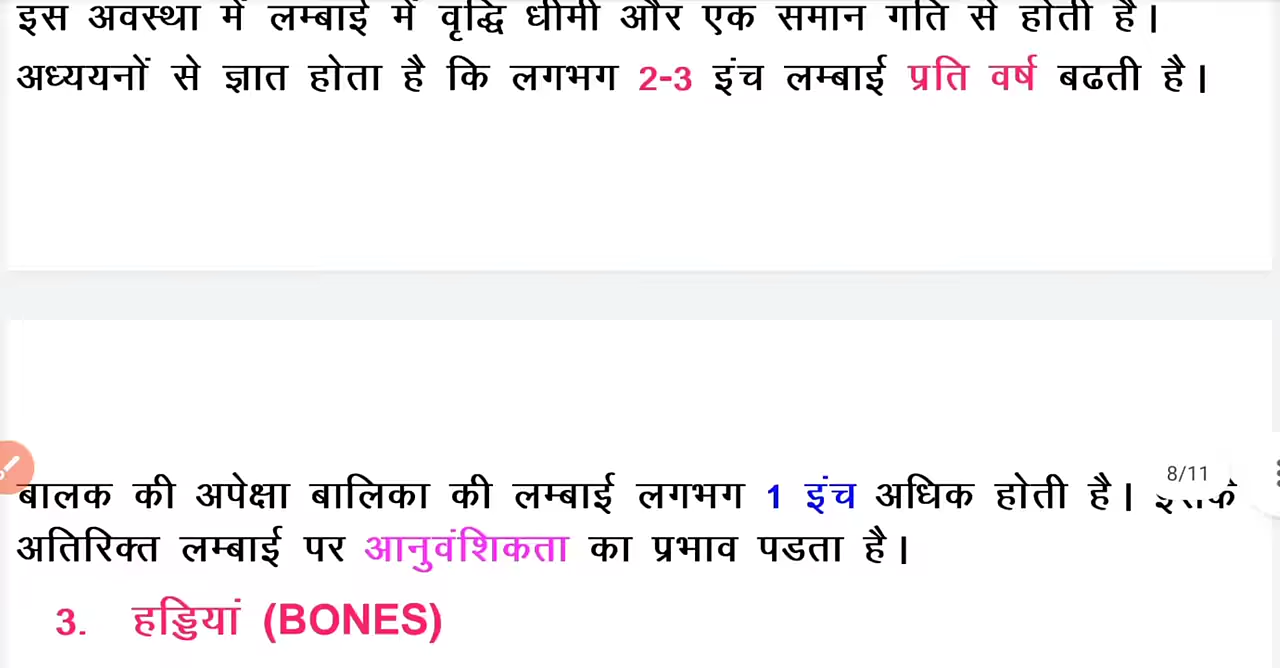 इस अवस्था में लम्बाई में वृद्धि धीमी और एक समान गति से होती है।
अध्ययनों से ज्ञात होता है कि लगभग 2-3 इंच लम्बाई प्रति वर्ष बढती है।
बालक की अपेक्षा बालिका की लम्बाई लगभग 1 इंच अधिक होती है।
8/11
अतिरिक्त लम्बाई पर आनुवंशिकता का प्रभाव पडता है।
3. हड्डियां (BONES)